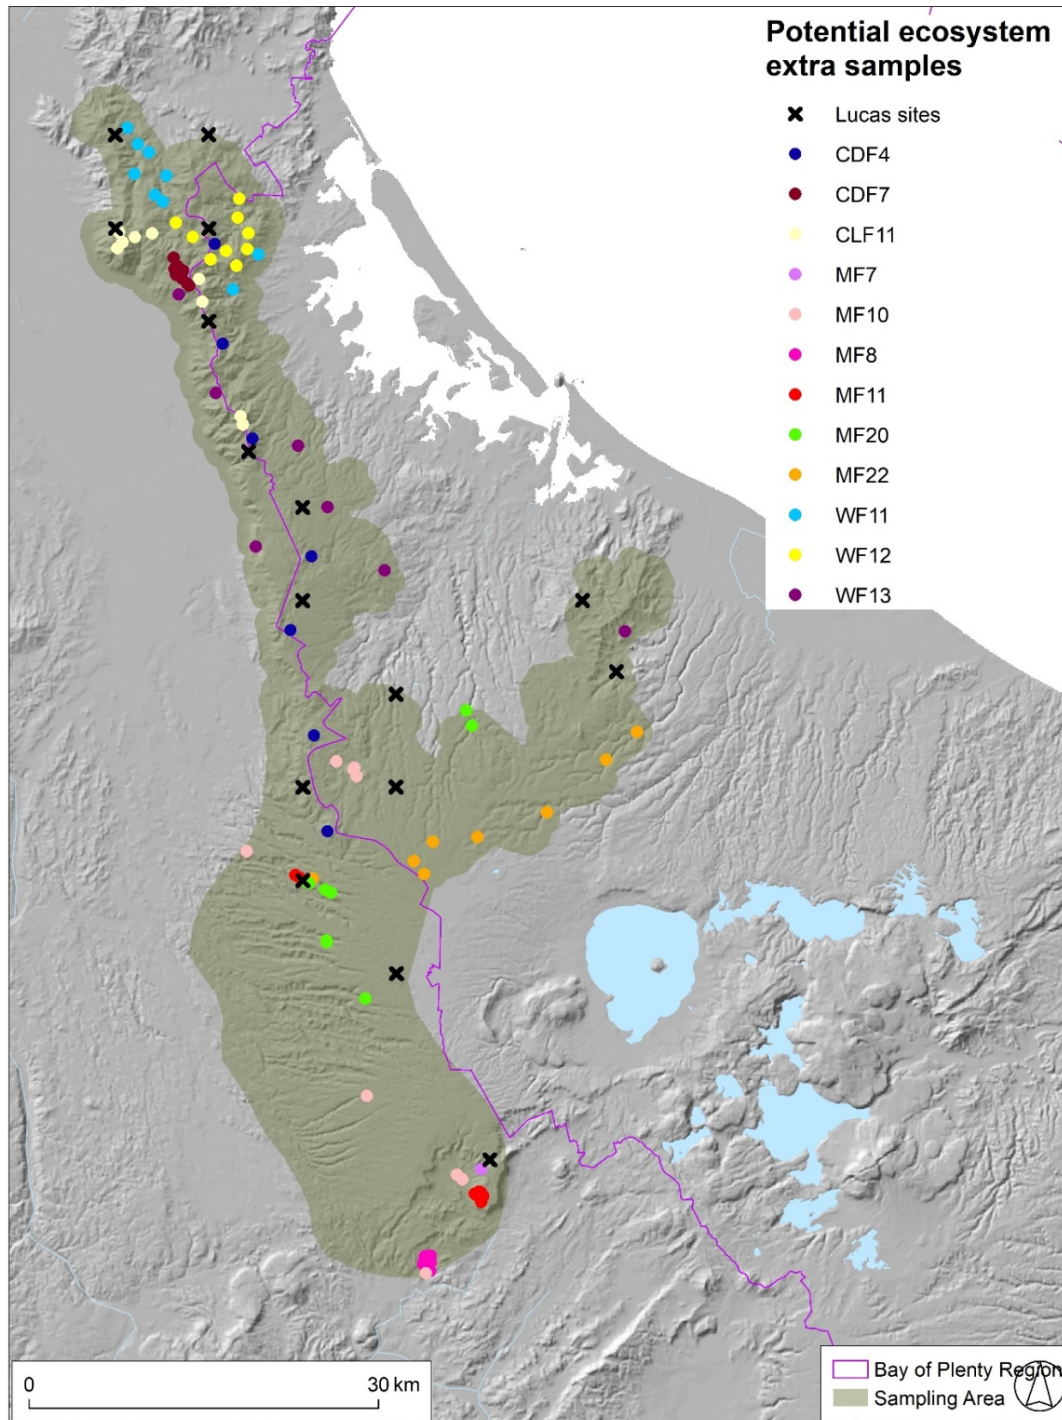 Potential ecosystem
extra samples
Lucas sites
CDF4
CDF7
CLF11
MF7
MF10
MF8
MF11
MF20
MF22
WF11
WF12
WF13
0 30 km
Bay of Plenty Region
Sampling Area